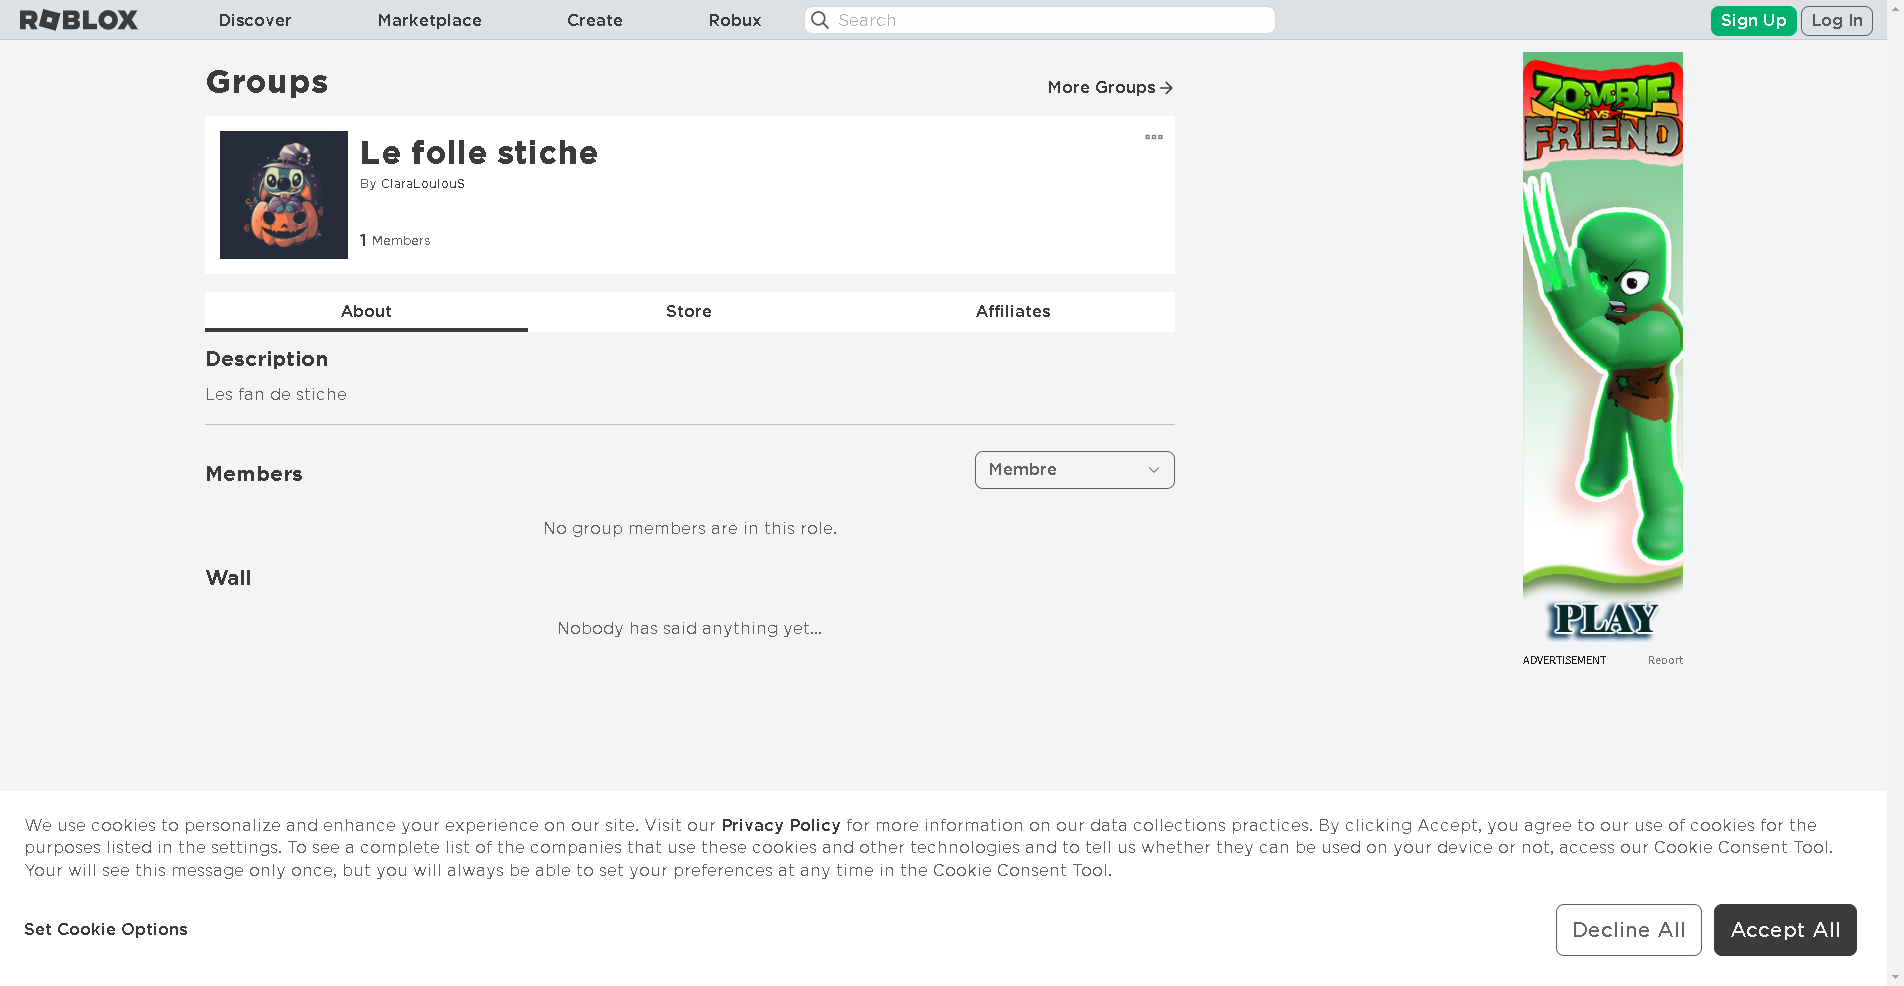 ROBLOX
Discover
Marketplace
Create
Robux
Search
Sign Up
Log In
Groups
More Groups
Le folle stiche
By ClaraLoulouS
1 Members
About
Store
Affiliates
Description
Les fan de stiche
Members
Membre
No group members are in this role.
Wall
Nobody has said anything yet...
ZOMBIE
VS
FRIEND
PLAY
ADVERTISEMENT
Report
We use cookies to personalize and enhance your experience on our site. Visit our Privacy Policy for more information on our data collections practices. By clicking Accept, you agree to our use of cookies for the
purposes listed in the settings. To see a complete list of the companies that use these cookies and other technologies and to tell us whether they can be used on your device or not, access our Cookie Consent Tool.
Your will see this message only once, but you will always be able to set your preferences at any time in the Cookie Consent Tool.
Set Cookie Options
Decline All
Accept All